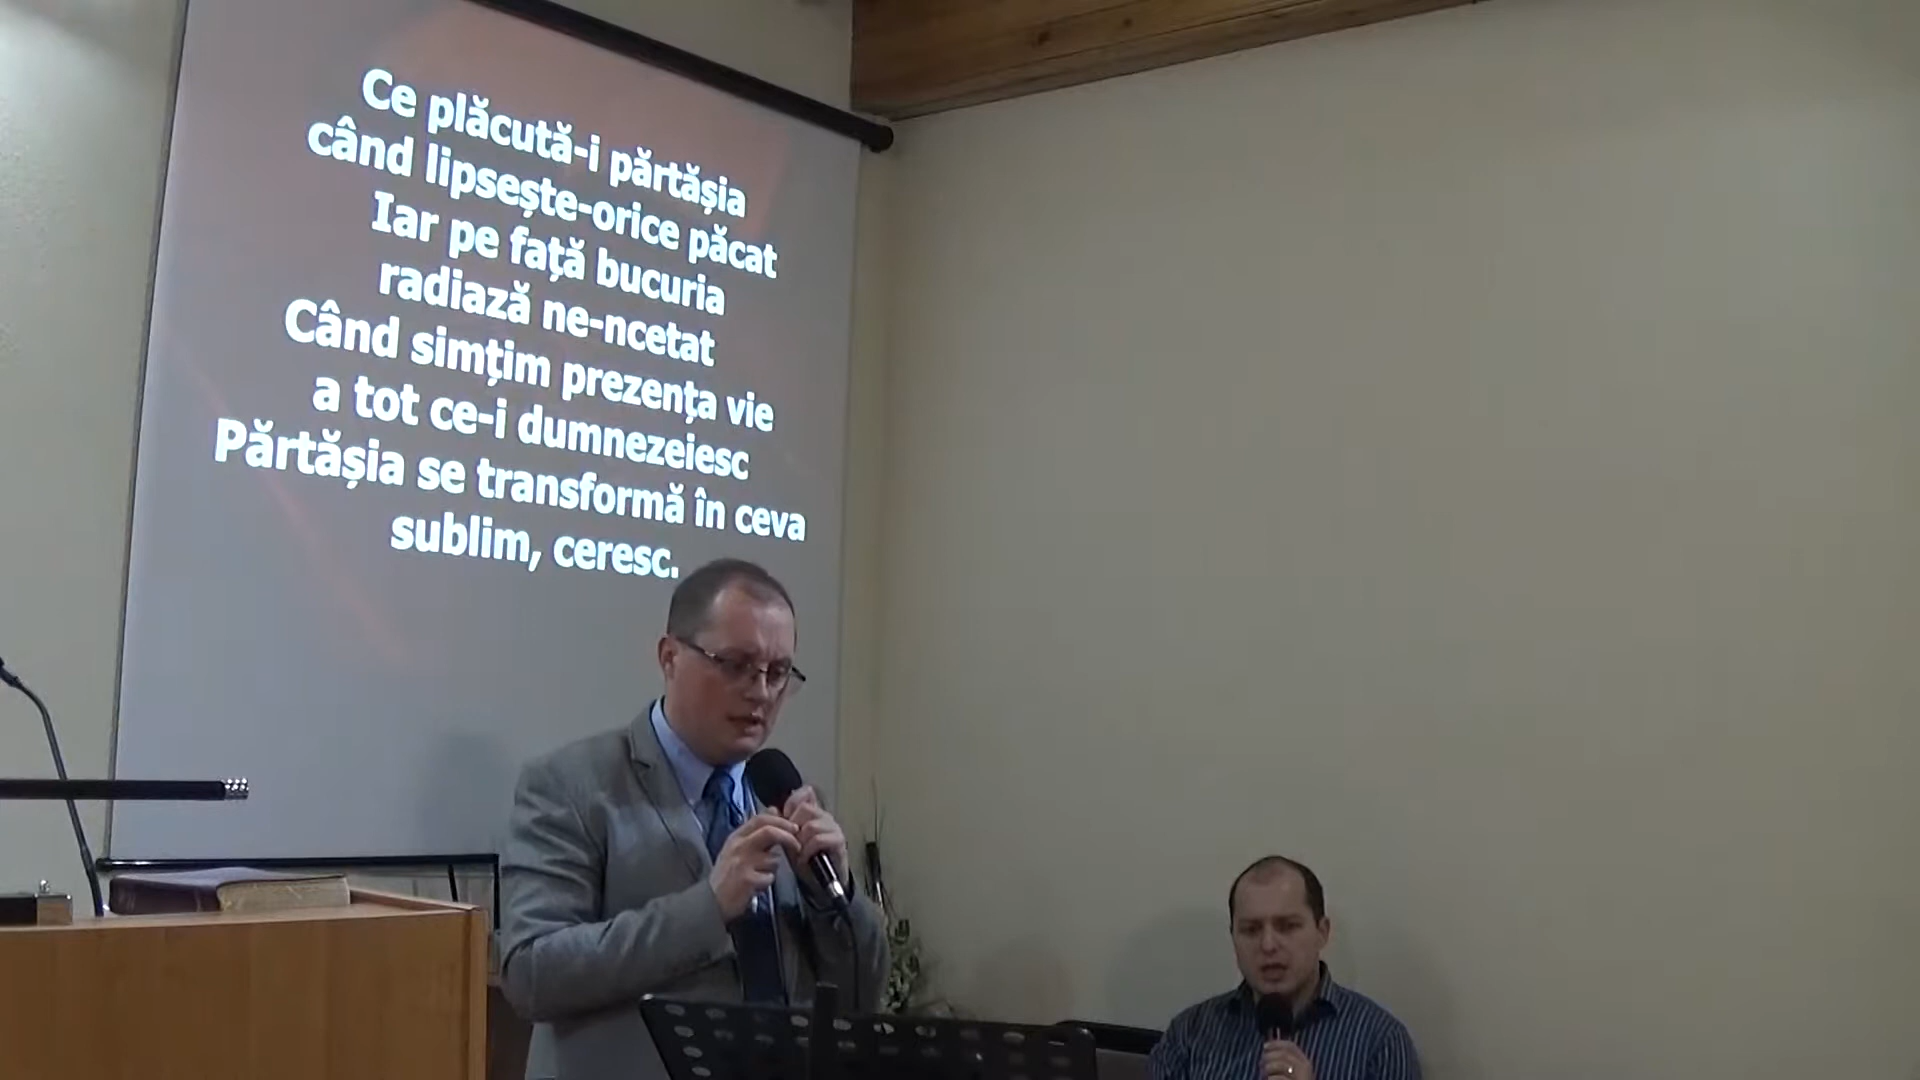 Ce plăcută-i părtășia
când lipsește-orice păcat
Iar pe față bucuria
radiază ne-ncetat
Când simțim prezența vie
a tot ce-i dumnezeiesc
Părtășia se transformă în ceva
sublim, ceresc.